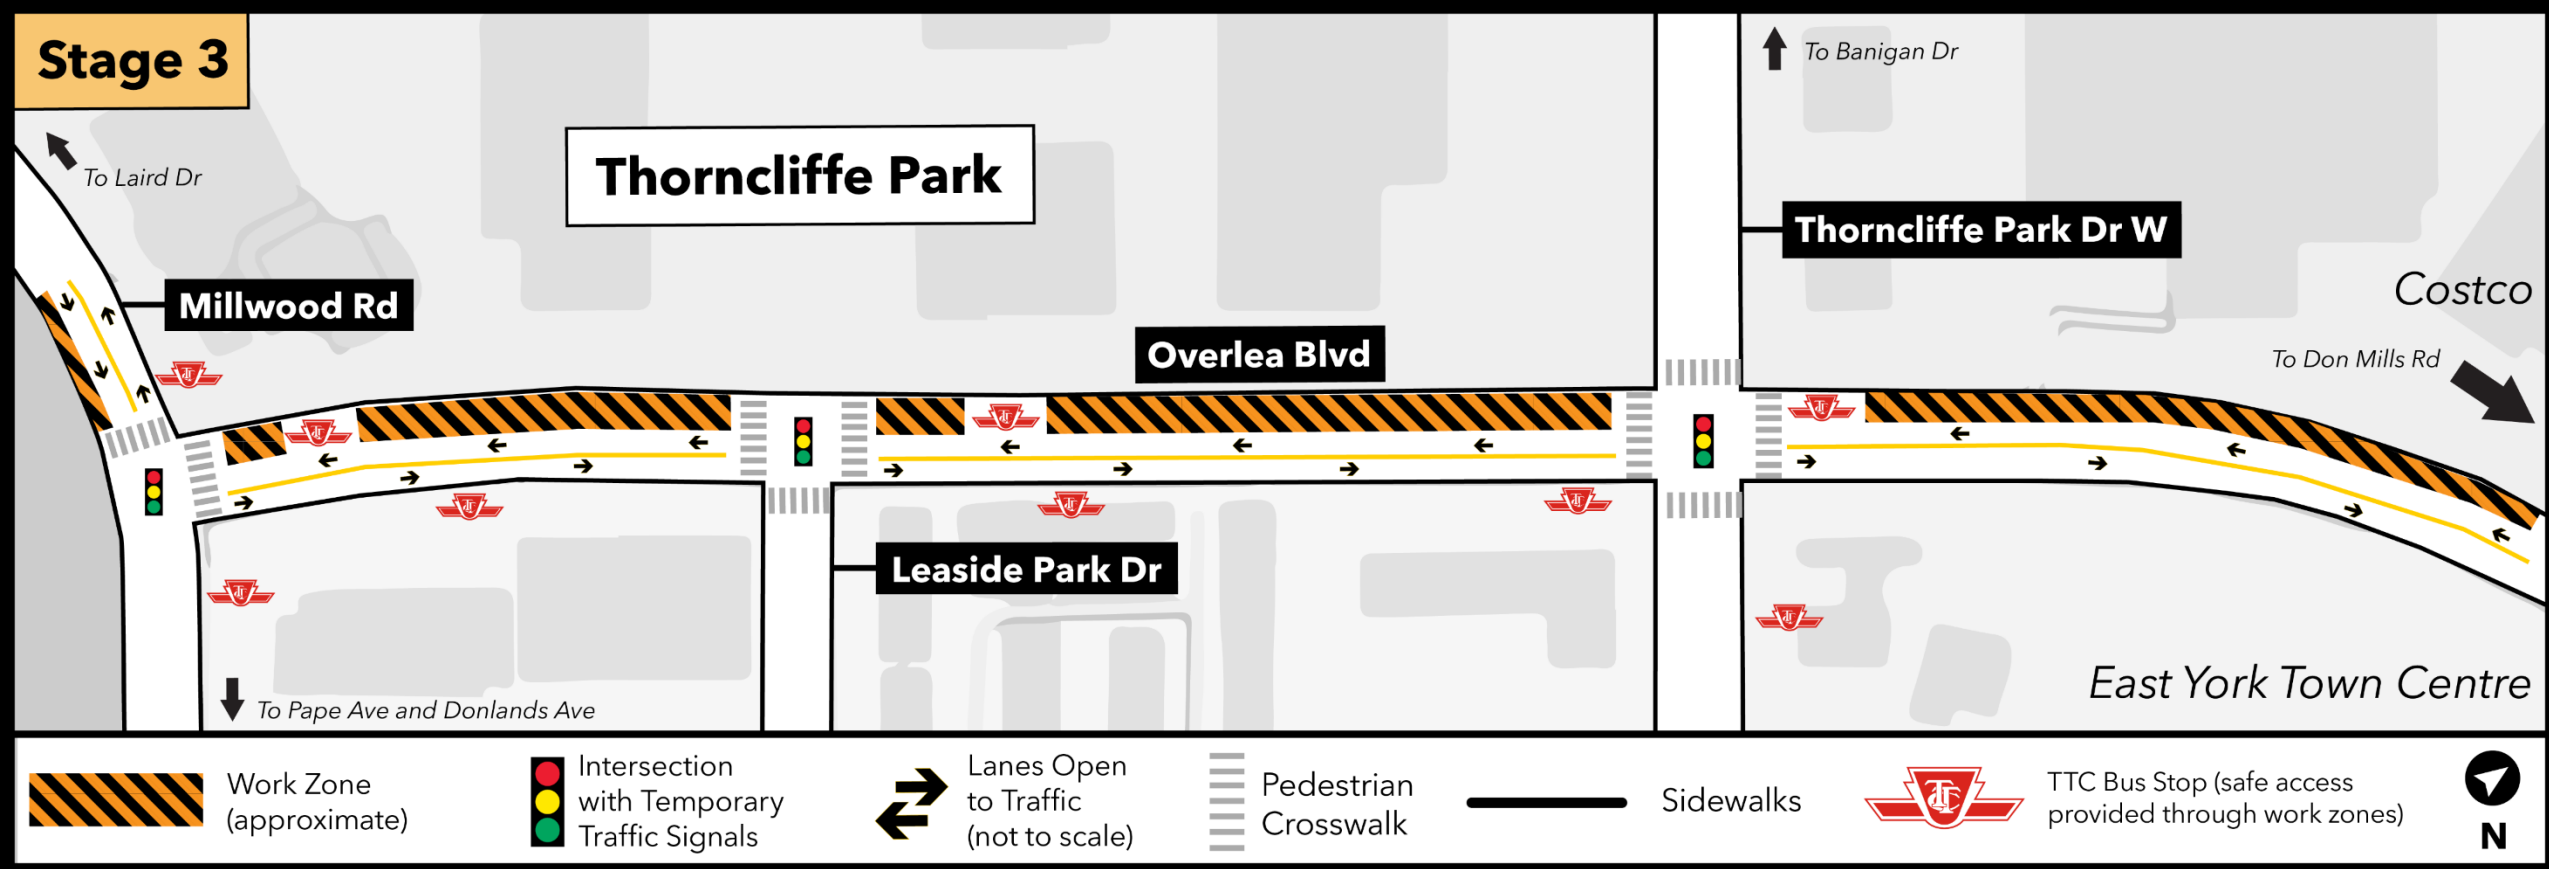 Stage 3
To Banigan Dr
Thorncliffe Park
To Laird Dr
Thorncliffe Park Dr W
Millwood Rd
Costco
Overlea Blvd
To Don Mills Rd
Leaside Park Dr
East York Town Centre
To Pape Ave and Donlands Ave
Work Zone
(approximate)
Intersection
with Temporary
Traffic Signals
Lanes Open
to Traffic
(not to scale)
Pedestrian
Crosswalk
Sidewalks
TTC
TTC Bus Stop (safe access
provided through work zones)
N